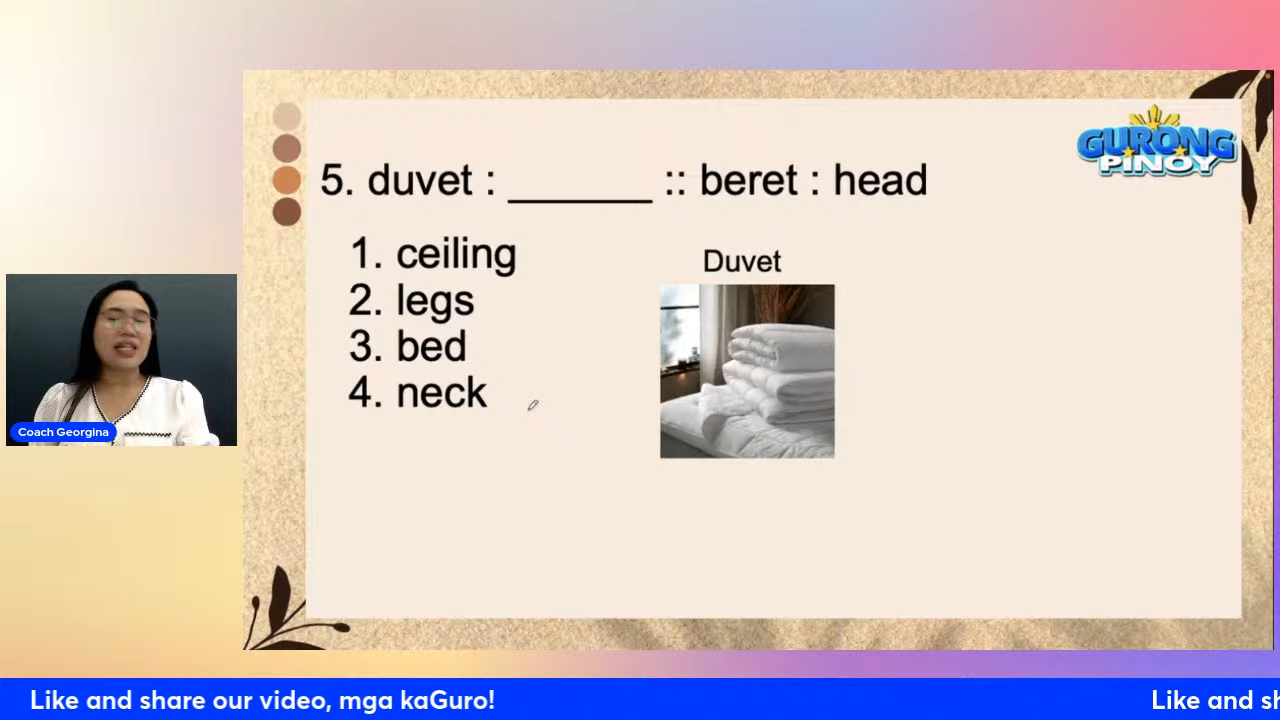 GURONG
PINOY
5. duvet : ______ :: beret : head
1. ceiling
2. legs
3. bed
4. neck
Duvet
Coach Georgina
Like and share our video, mga kaGuro!
Like and sh